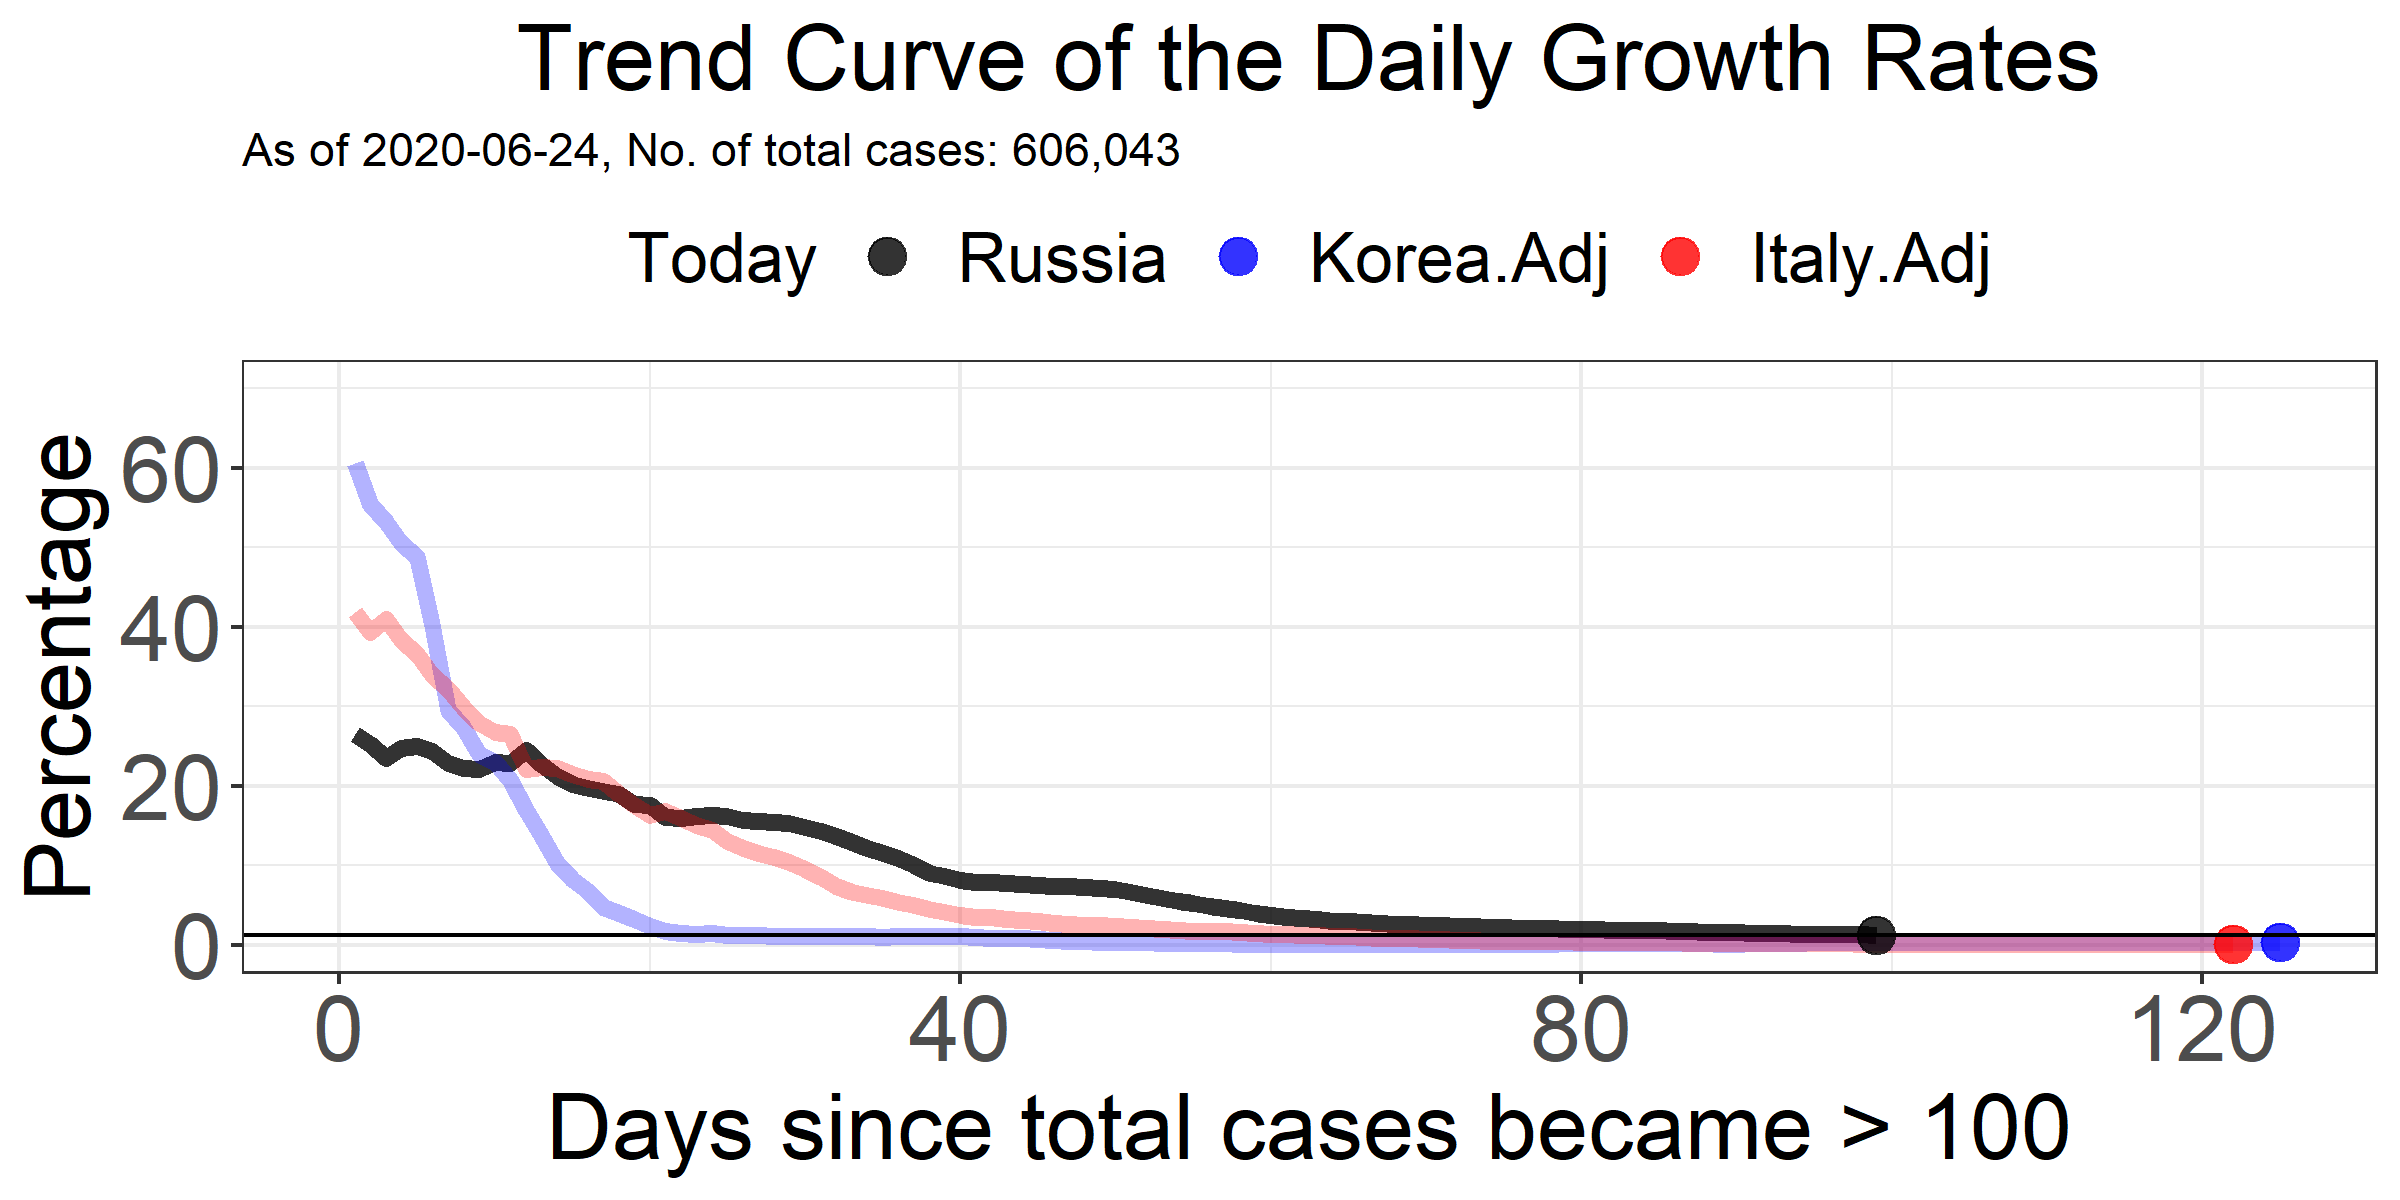 Trend Curve of the Daily Growth Rates
As of 2020-06-24, No. of total cases: 606,043
Today Russia Korea.Adj Italy.Adj
Percentage
60
40
20
0
0 40 80 120
Days since total cases became > 100